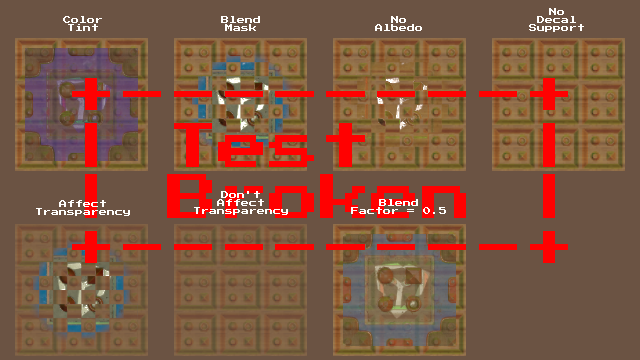 Color
Tint
Blend
Mask
No
Albedo
No
Decal
Support
Test
Broken
Affect
Transparency
Don't
Affect
Transparency
Blend
Factor = 0.5